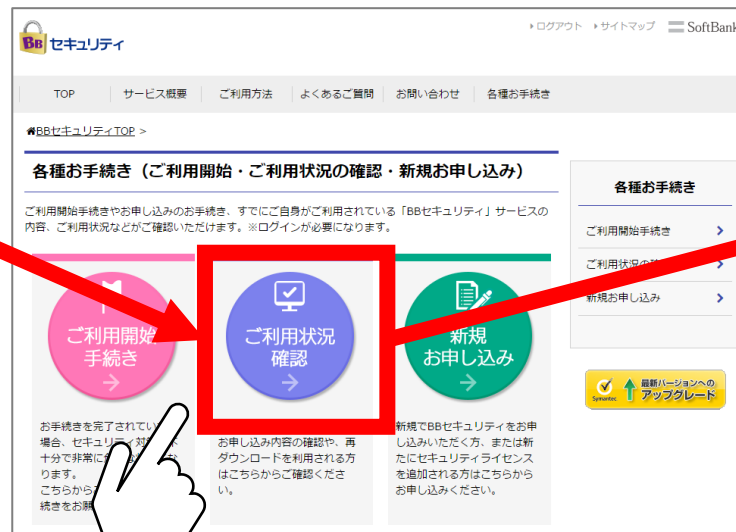 BB セキュリティ
ログアウト サイトマップ SoftBank
TOP サービス概要 ご利用方法 よくあるご質問 お問い合わせ 各種お手続き
BBセキュリティTOP >
各種お手続き（ご利用開始・ご利用状況の確認・新規お申し込み）
ご利用開始手続きやお申し込みのお手続き、すでにご自身がご利用されている「BBセキュリティ」サービスの
内容、ご利用状況などがご確認いただけます。※ログインが必要になります。
ご利用開始
手続き
お手続きを完了されてい
場合、セキュリティ対
十分で非常に
ります。
こちらから
続きをお願
ご利用状況
確認
お申し込み内容の確認や、再
ダウンロードを利用される方
はこちらからご確認くださ
い。
新規
お申し込み
新規でBBセキュリティをお申
し込みいただく方、または新
たにセキュリティライセンス
を追加される方はこちらから
お申し込みください。
各種お手続き
ご利用開始手続き
ご利用状況の
新規お申し込み
Symantec. 最新バージョンへの
アップグレード